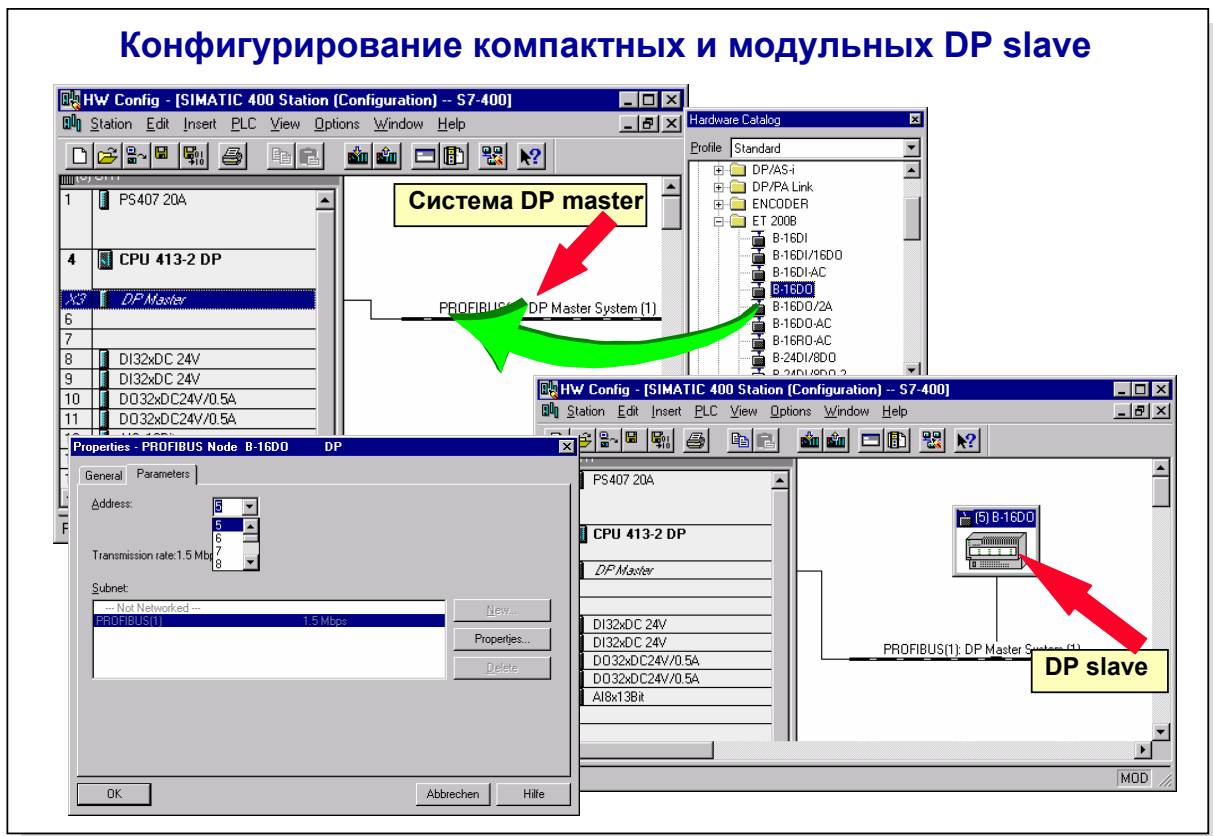 Конфигурирование компактных и модульных DP slave
HW Config - [SIMATIC 400 Station (Configuration) -- S7-400]
Station Edit Insert PLC View Options Window Help
1 PS407 20A
4 CPU 413-2 DP
X3 DP Master
6
7
8 DI32xDC 24V
9 DI32xDC 24V
10 DO32xDC24V/0.5A
11 DO32xDC24V/0.5A
Система DP master
DP Master System (1)
Hardware Catalog
Profile Standard
DP/AS-i
DP/PA Link
ENCODER
ET 200B
B-16DI
B-16DI/16DO
B-16DI-AC
B-16DO
B-16DO/2A
B-16DO-AC
B-16RO-AC
B-24DI/8DO
B-24DI/8DO 2
Properties - PROFIBUS Node B-16DO DP
General Parameters
Address: 5
5
6
7
8
Transmission rate:1.5
Subnet:
--- Not Networked ---
PROFIBUS(1) 1.5 Mbps
New...
Properties...
Delete
OK Abbrechen Hilfe
HW Config - [SIMATIC 400 Station (Configuration) -- S7-400]
Station Edit Insert PLC View Options Window Help
PS407 20A
CPU 413-2 DP
DP Master
DI32xDC 24V
DI32xDC 24V
DO32xDC24V/0.5A
DO32xDC24V/0.5A
AI8x13Bit
(5) B-16DO
PROFIBUS(1): DP Master
DP slave
MOD